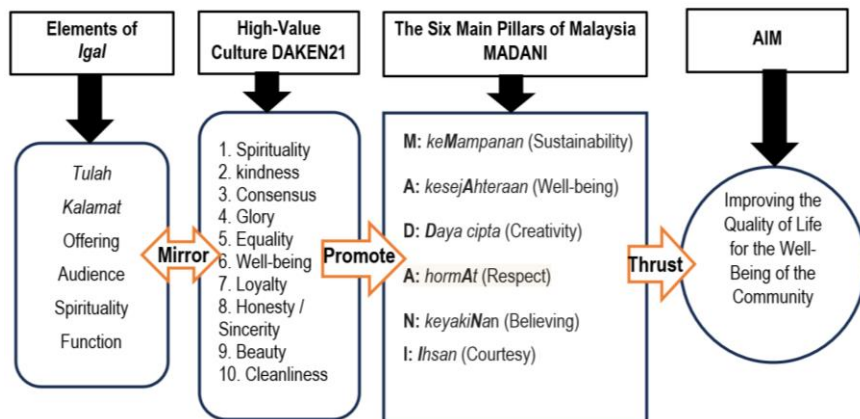 Elements of
Igal
High-Value
Culture DAKEN21
The Six Main Pillars of Malaysia
MADANI
AIM
Tulah
Kalamat
Offering
Audience
Spirituality
Function
Mirror
1. Spirituality
2. kindness
3. Consensus
4. Glory
5. Equality
6. Well-being
7. Loyalty
8. Honesty /
Sincerity
9. Beauty
10. Cleanliness
Promote
M: keMampanan (Sustainability)
A: kesejAhteraan (Well-being)
D: Daya cipta (Creativity)
A: hormAt (Respect)
N: keyakiNan (Believing)
I: Ihsan (Courtesy)
Thrust
Improving the
Quality of Life
for the Well-
Being of the
Community